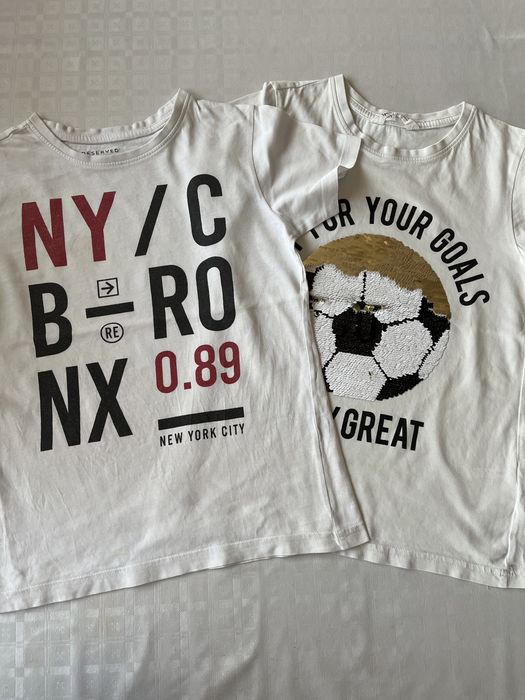 RESERVED
NY/C
B-RO
RE
NX 0.89
NEW YORK CITY
FOR YOUR GOALS
GREAT